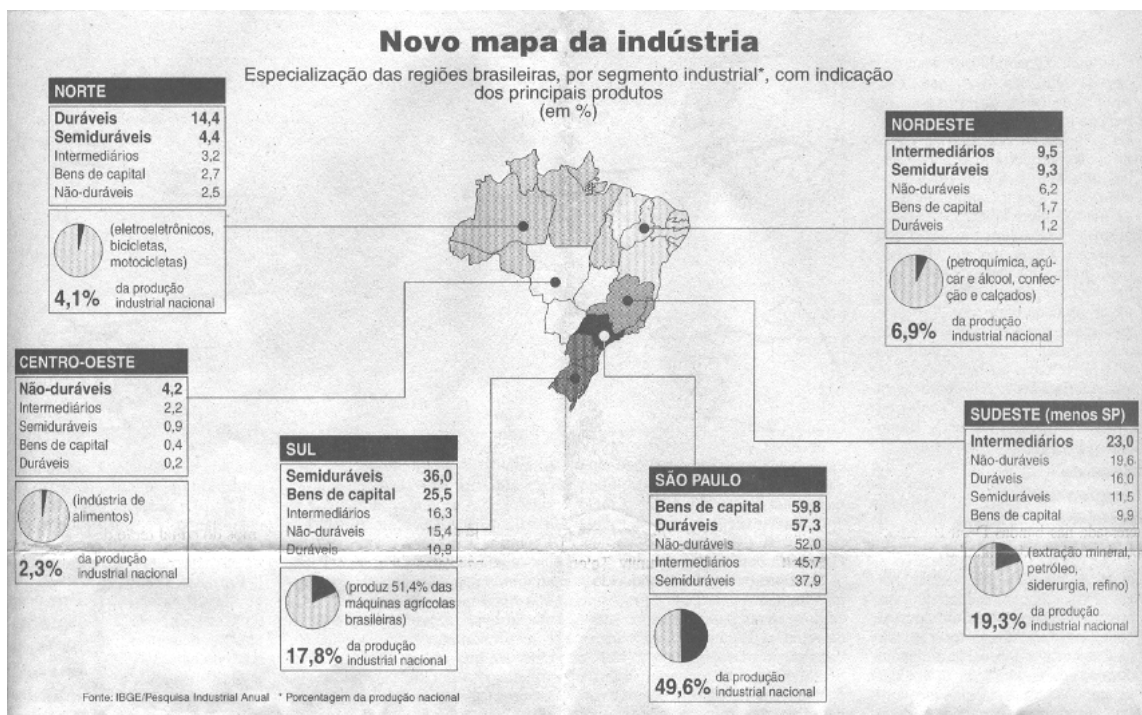 Novo mapa da indústria
Especialização das regiões brasileiras, por segmento industrial*, com indicação
dos principais produtos
(em %)
NORTE
Duráveis 14,4
Semiduráveis 4,4
Intermediários 3,2
Bens de capital 2,7
Não-duráveis 2,5
(eletroeletrônicos,
bicicletas,
motocicletas)
4,1% da produção
industrial nacional
NORDESTE
Intermediários 9,5
Semiduráveis 9,3
Não-duráveis 6,2
Bens de capital 1,7
Duráveis 1,2
(petroquímica, açú-
car e álcool, confec-
ção e calçados)
6,9% da produção
industrial nacional
CENTRO-OESTE
Não-duráveis 4,2
Intermediários 2,2
Semiduráveis 0,9
Bens de capital 0,4
Duráveis 0,2
(indústria de
alimentos)
2,3% da produção
industrial nacional
SUL
Semiduráveis 36,0
Bens de capital 25,5
Intermediários 16,3
Não-duráveis 15,4
Duráveis 10,8
(produz 51,4% das
máquinas agrícolas
brasileiras)
17,8% da produção
industrial nacional
SÃO PAULO
Bens de capital 59,8
Duráveis 57,3
Não-duráveis 52,0
Intermediários 45,7
Semiduráveis 37,9
49,6% da produção
industrial nacional
SUDESTE (menos SP)
Intermediários 23,0
Não-duráveis 19,6
Duráveis 16,0
Semiduráveis 11,5
Bens de capital 9,9
(extração mineral,
petróleo,
siderurgia, refino)
19,3% da produção
industrial nacional
Fonte: IBGE/Pesquisa Industrial Anual * Porcentagem da produção nacional